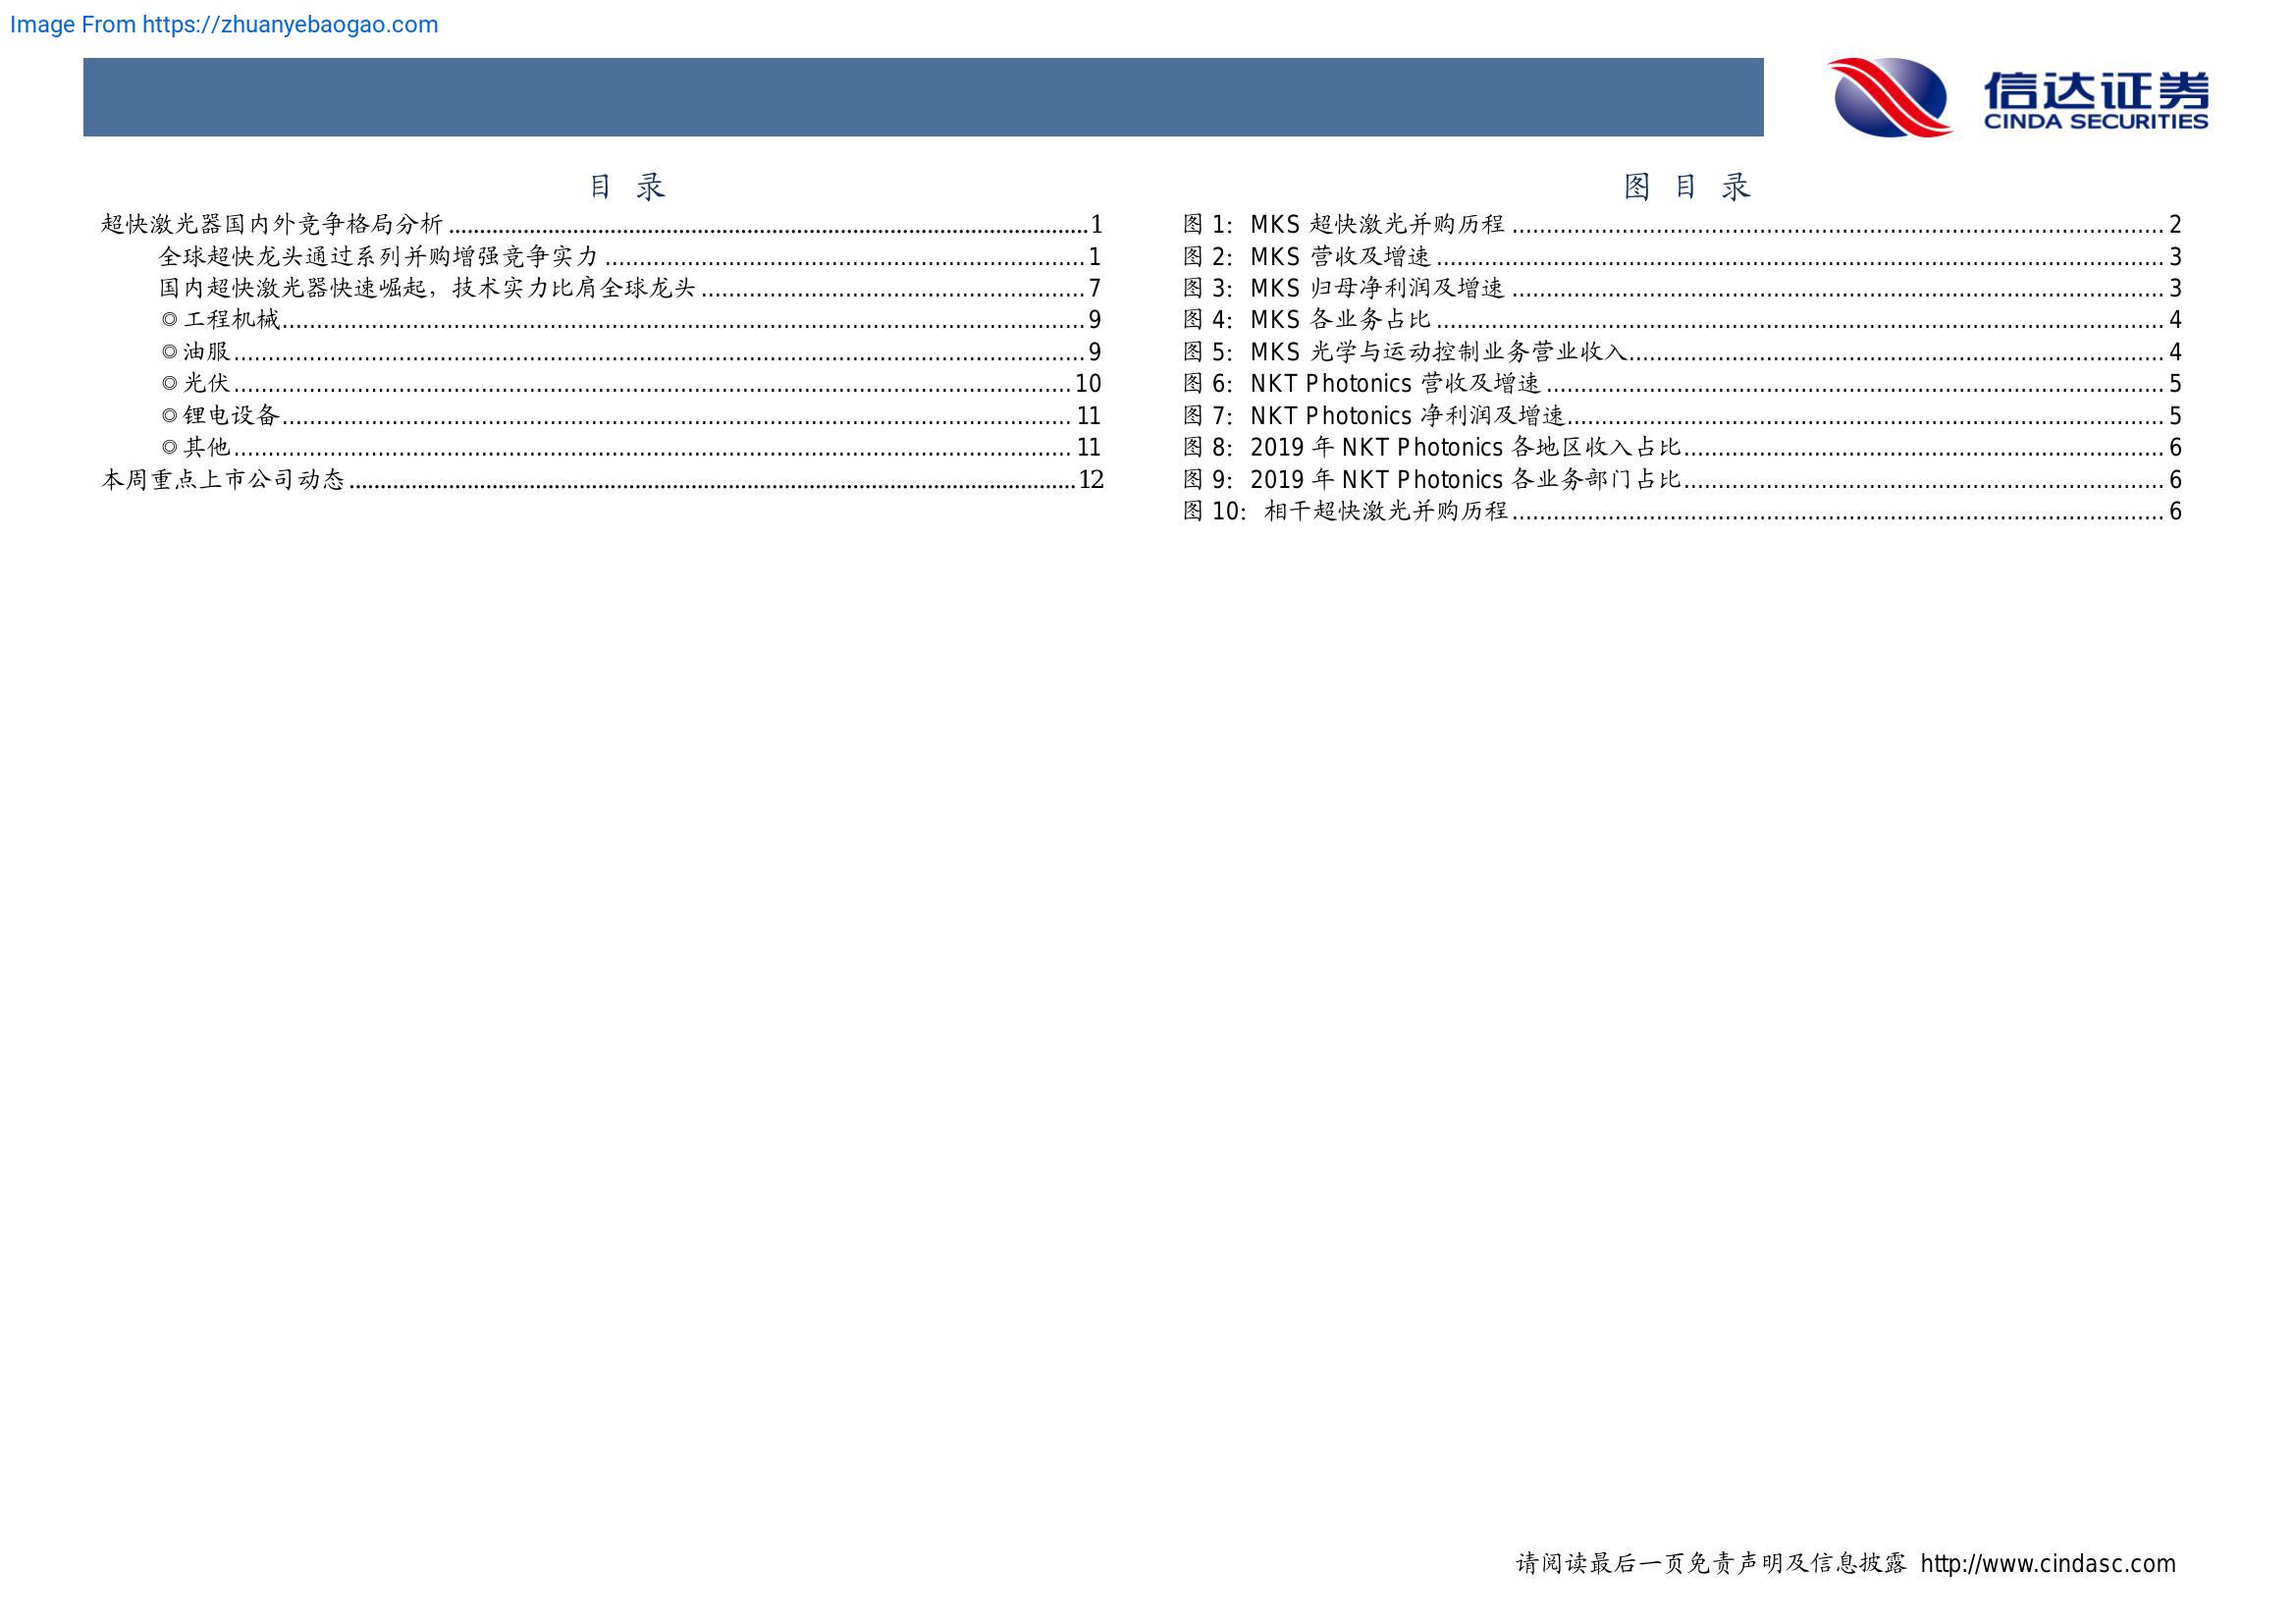 Image From https://zhuanyebaogao.com
信达证券
CINDA SECURITIES
目 录
超快激光器国内外竞争格局分析 ........................ 1
全球超快龙头通过系列并购增强竞争实力 ........................ 1
国内超快激光器快速崛起，技术实力比肩全球龙头 ........................ 7
◎工程机械 ........................ 9
◎油服 ........................ 9
◎光伏 ........................ 10
◎锂电设备 ........................ 11
◎其他 ........................ 11
本周重点上市公司动态 ........................ 12
图 目 录
图 1：MKS 超快激光并购历程 ........................ 2
图 2：MKS 营收及增速 ........................ 3
图 3：MKS 归母净利润及增速 ........................ 3
图 4：MKS 各业务占比 ........................ 4
图 5：MKS 光学与运动控制业务营业收入 ........................ 4
图 6：NKT Photonics 营收及增速 ........................ 5
图 7：NKT Photonics 净利润及增速 ........................ 5
图 8：2019 年 NKT Photonics 各地区收入占比 ........................ 6
图 9：2019 年 NKT Photonics 各业务部门占比 ........................ 6
图 10：相干超快激光并购历程 ........................ 6
请阅读最后一页免责声明及信息披露 http://www.cindasc.com